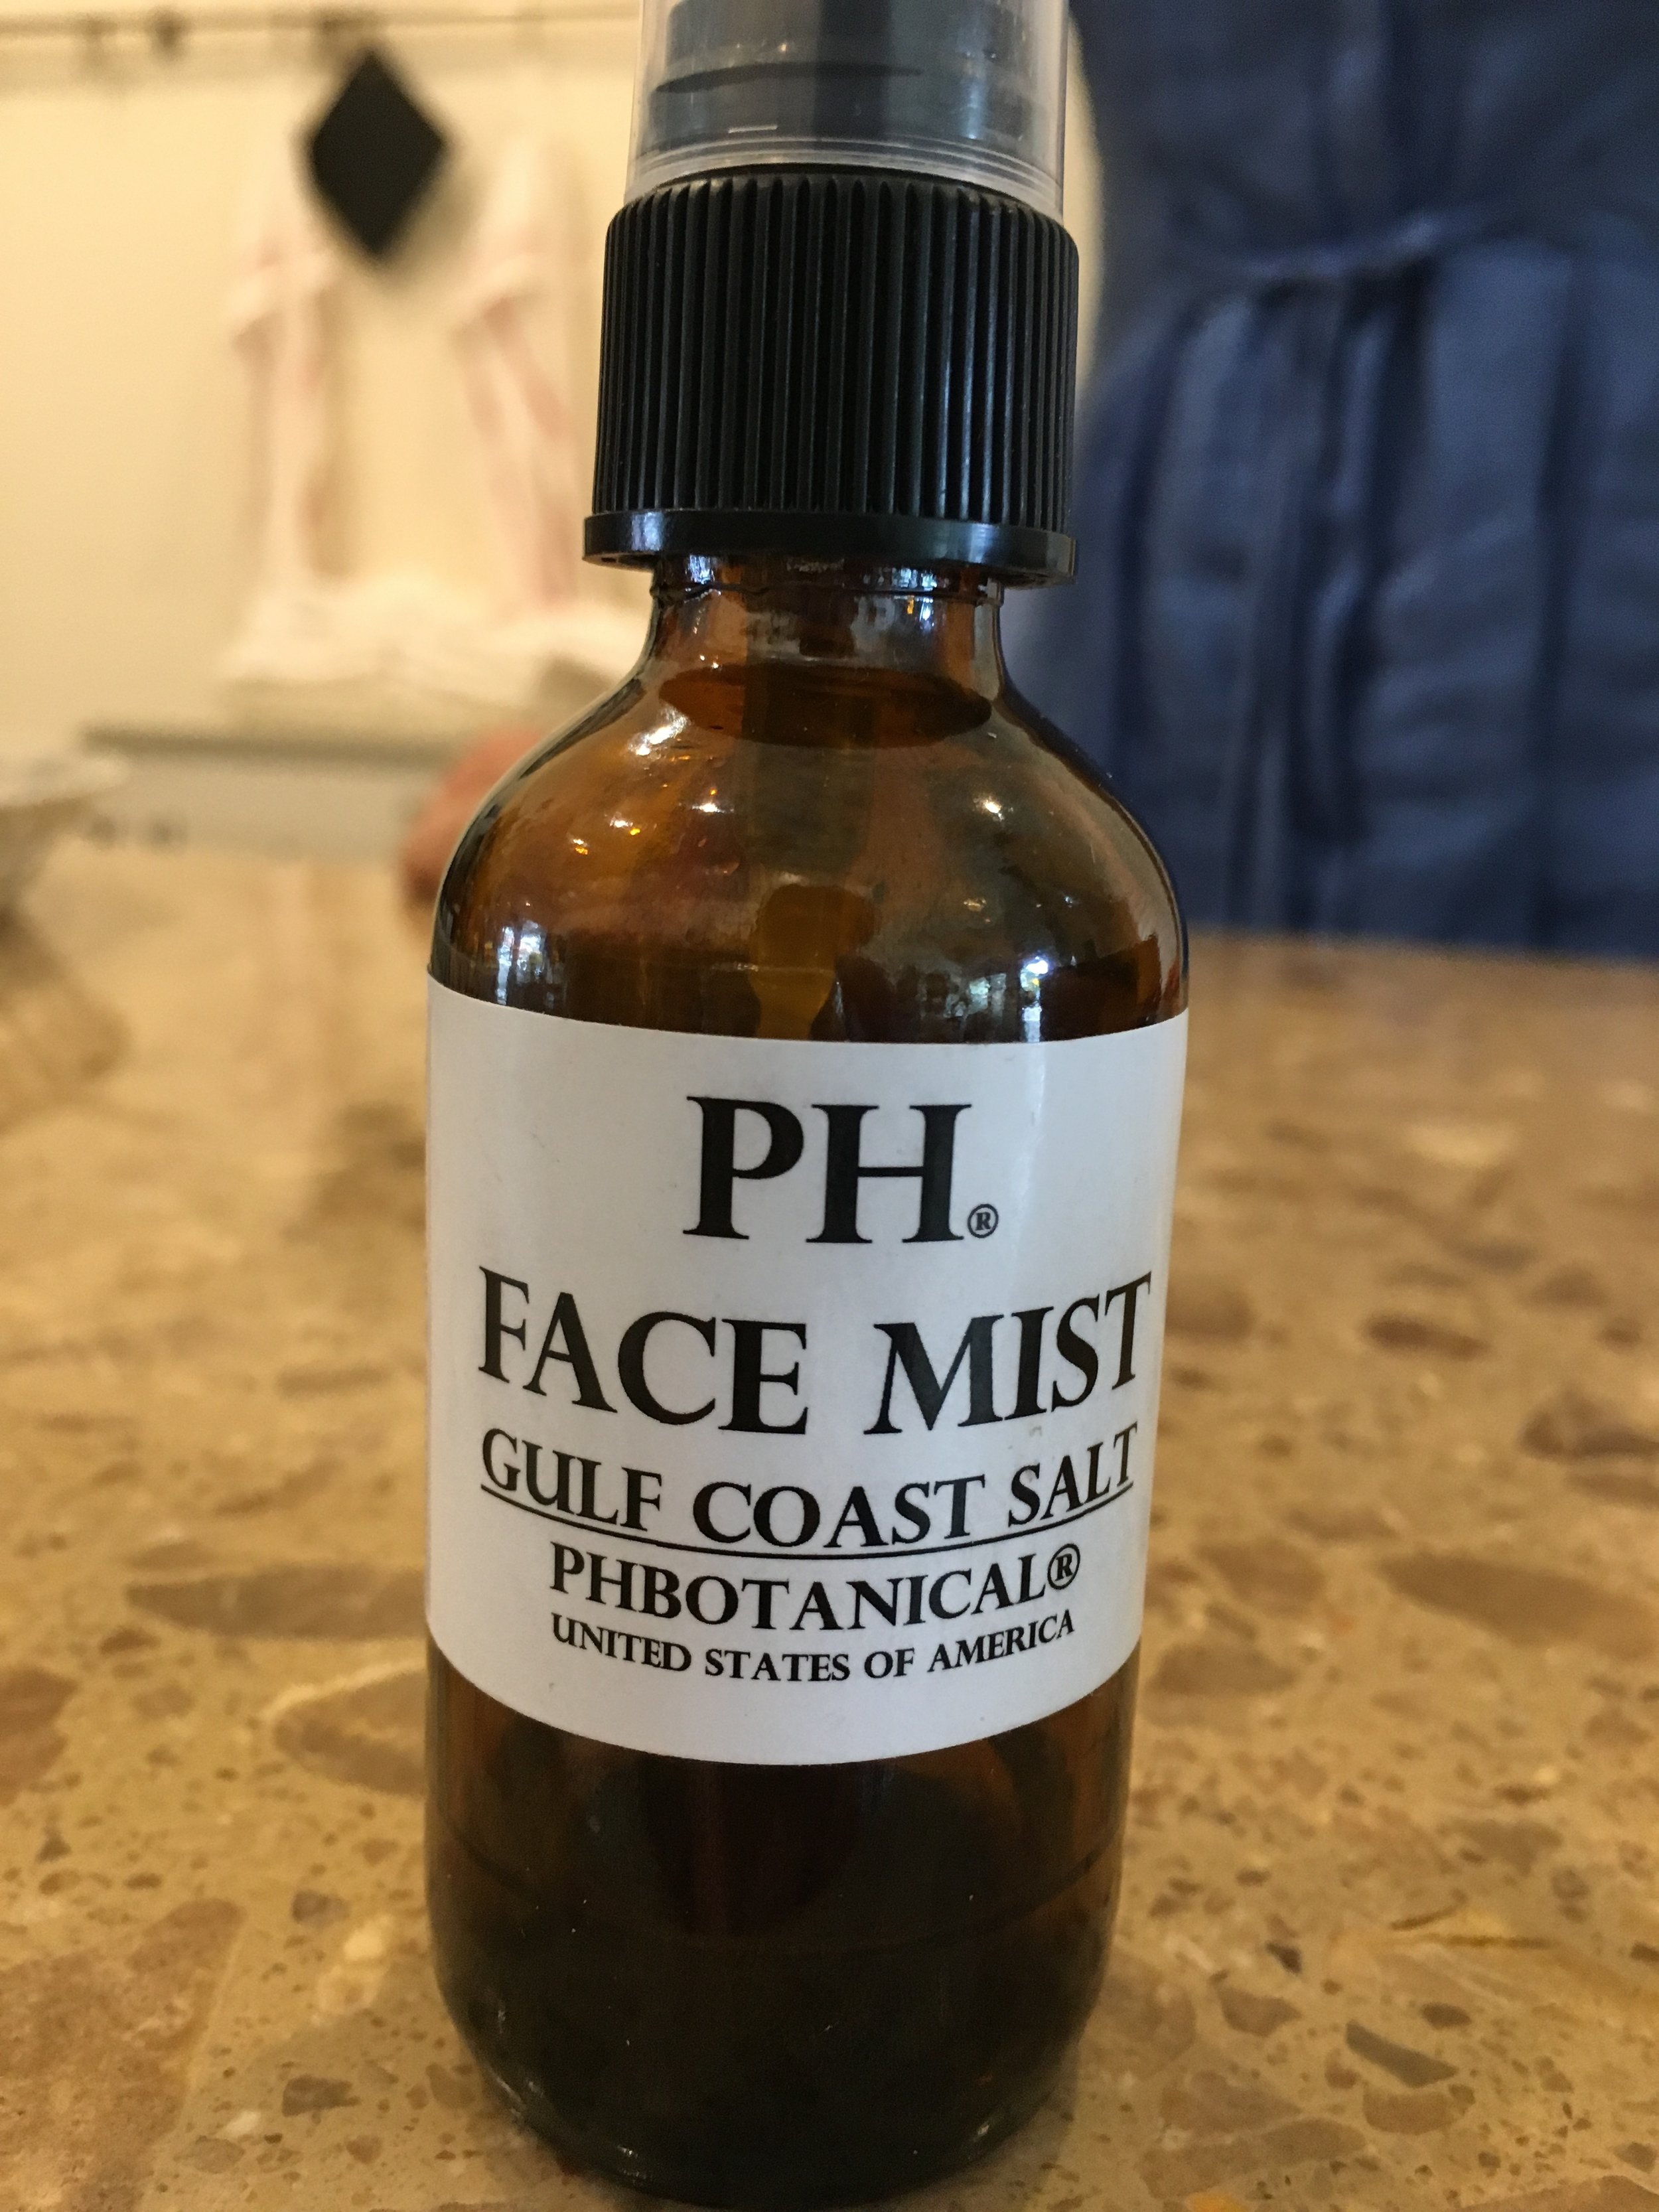 PH®
FACE MIST
GULF COAST SALT
PHBOTANICAL®
UNITED STATES OF AMERICA